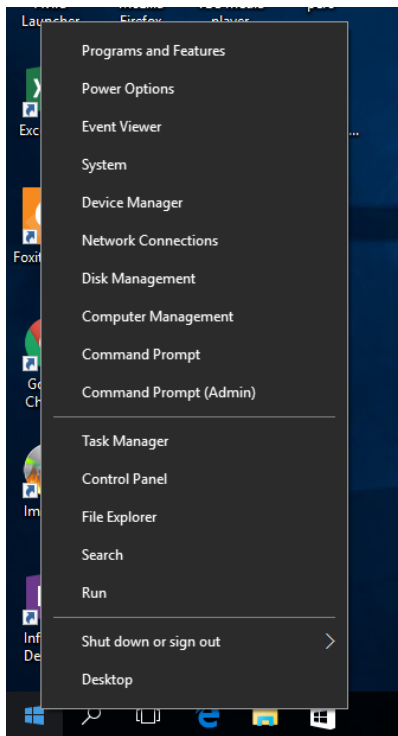 Launcher
Firefox
player
Programs and Features
Power Options
Event Viewer
System
Device Manager
Network Connections
Disk Management
Computer Management
Command Prompt
Command Prompt (Admin)
Task Manager
Control Panel
File Explorer
Search
Run
Shut down or sign out
Desktop
Exc
...
Foxit
Go
Ch
Im
Inf
De